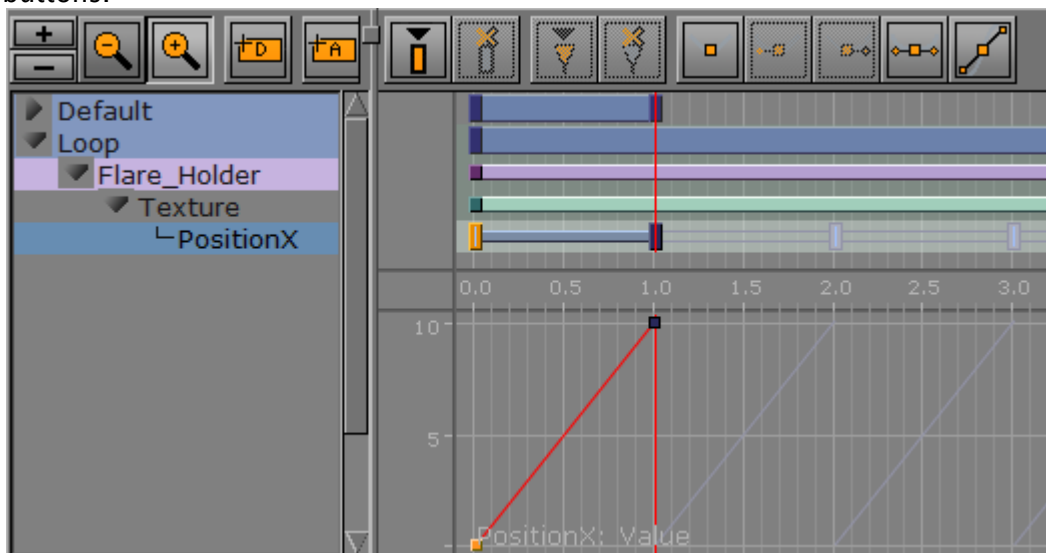 buttons.
+
−
D
A
Default
Loop
Flare_Holder
Texture
PositionX
0.0 0.5 1.0 1.5 2.0 2.5 3.0
10
5
PositionX: Value